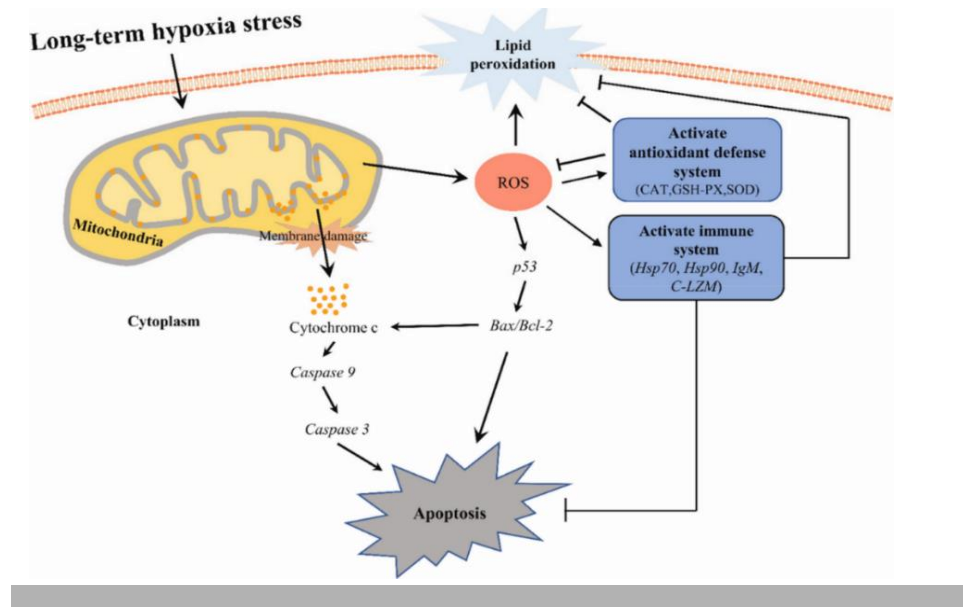 Long-term hypoxia stress
Lipid
peroxidation
Activate
antioxidant defense
system
(CAT,GSH-PX,SOD)
ROS
Mitochondria
Membrane damage
Activate immune
system
(Hsp70, Hsp90, IgM,
C-LZM)
p53
Cytoplasm
Cytochrome c
Bax/Bcl-2
Caspase 9
Caspase 3
Apoptosis